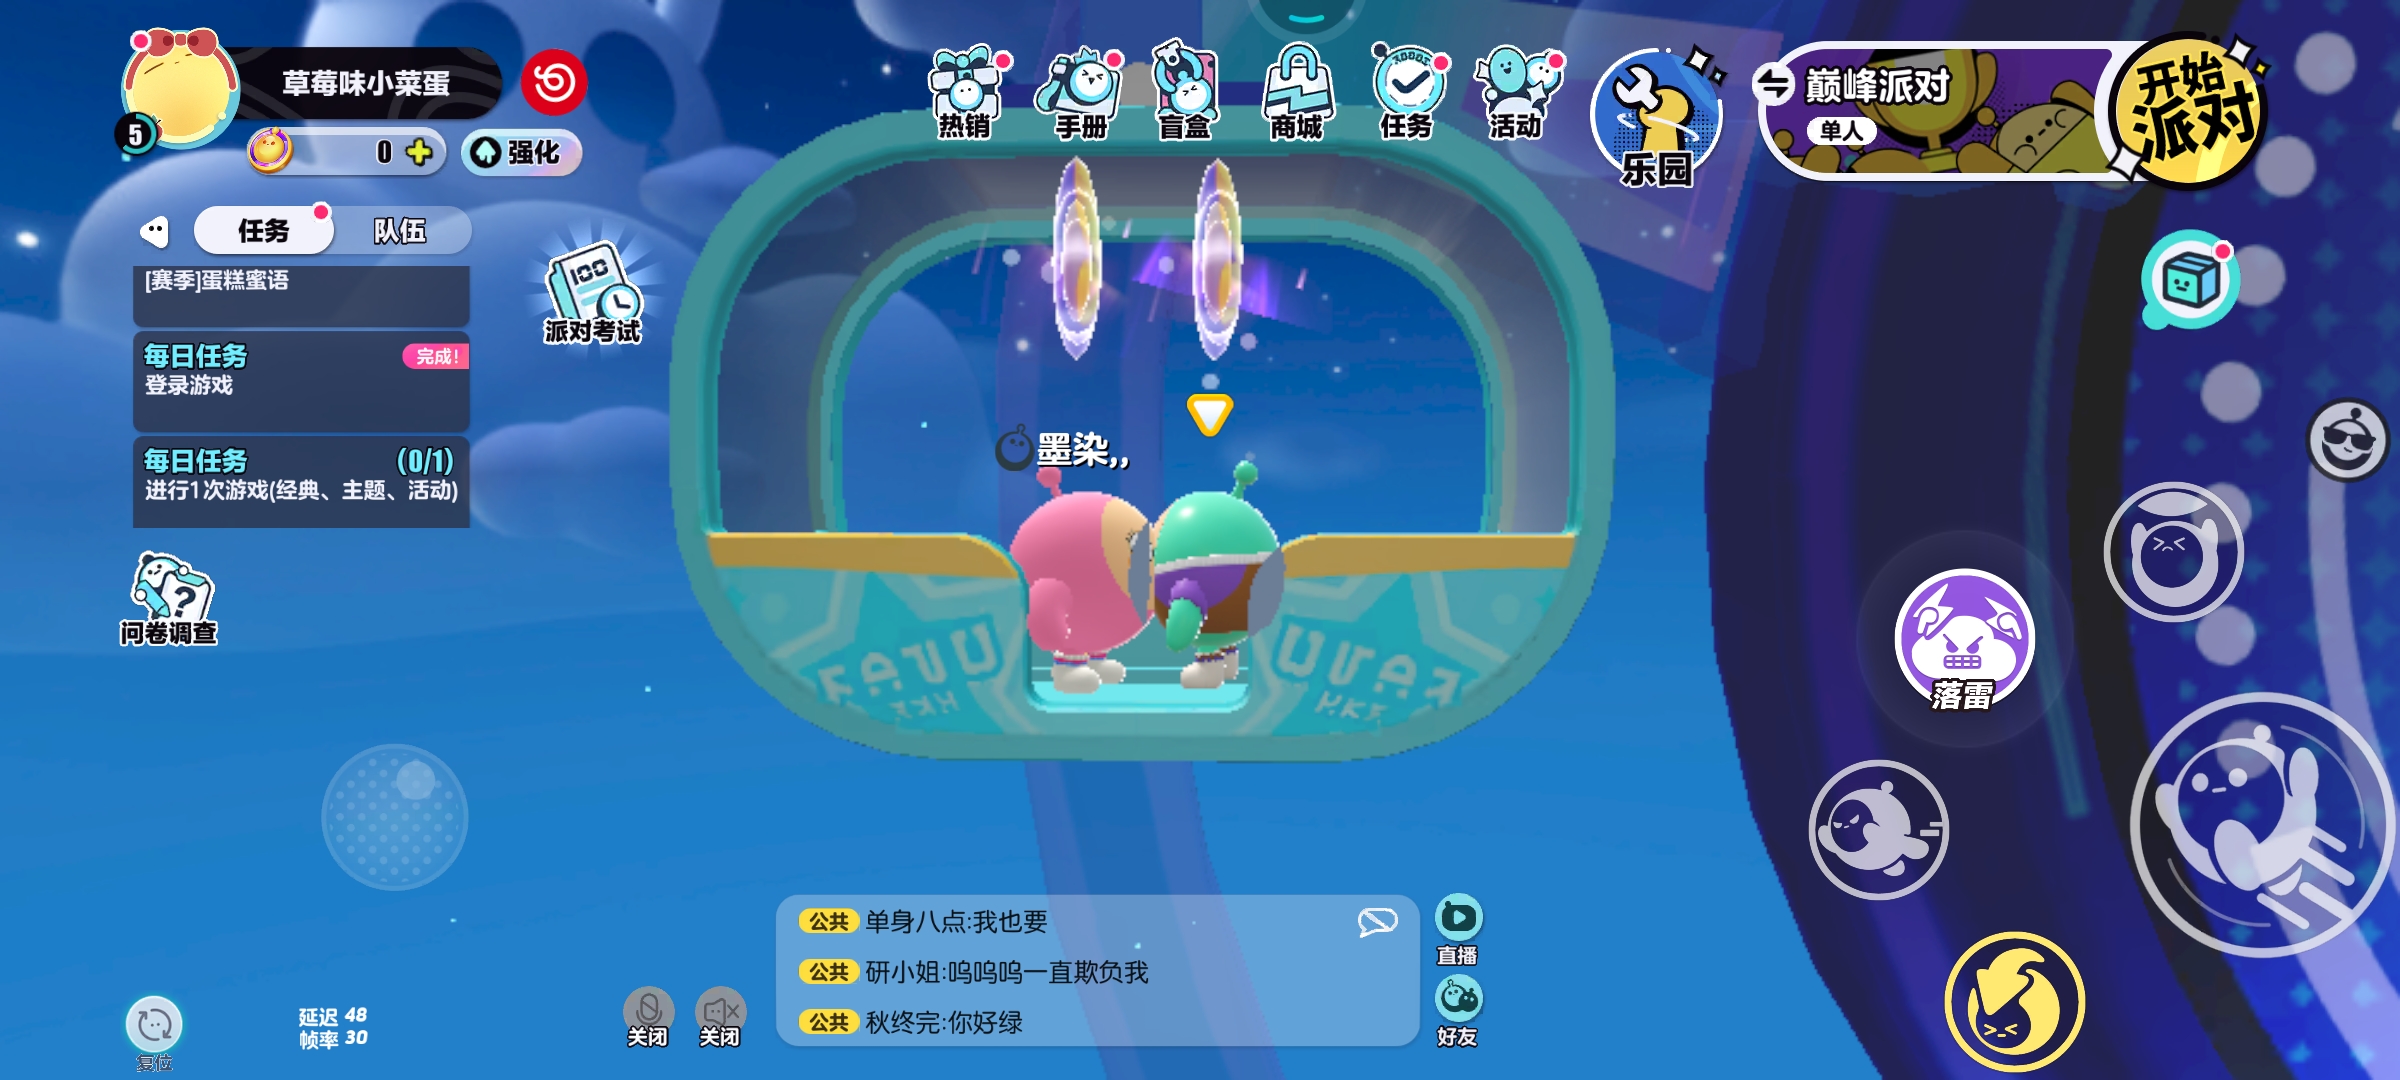 草莓味小菜蛋
5
0
强化
热销
手册
盲盒
商城
任务
活动
乐园
巅峰派对
单人
开始
派对
任务
队伍
[赛季]蛋糕蜜语
每日任务
完成!
登录游戏
每日任务
(0/1)
进行1次游戏(经典、主题、活动)
100
派对考试
问卷调查
墨染,,
落雷
公共 单身八点:我也要
公共 研小姐:呜呜呜一直欺负我
公共 秋终完:你好绿
直播
好友
关闭
关闭
延迟 48
帧率 30
复位